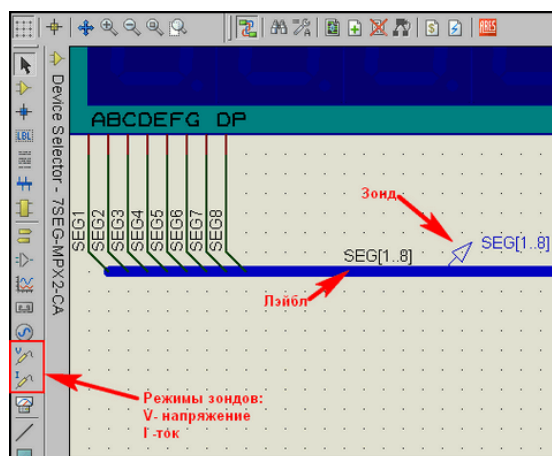 ARES
LBL
Device Selector - 7SEG-MPX2-CA
ABCDEFG DP
SEG1
SEG2
SEG3
SEG4
SEG5
SEG6
SEG7
SEG8
Зонд
SEG[1..8]
SEG[1..8]
Лэйбл
V
I
Режимы зондов:
V- напряжение
I -ток